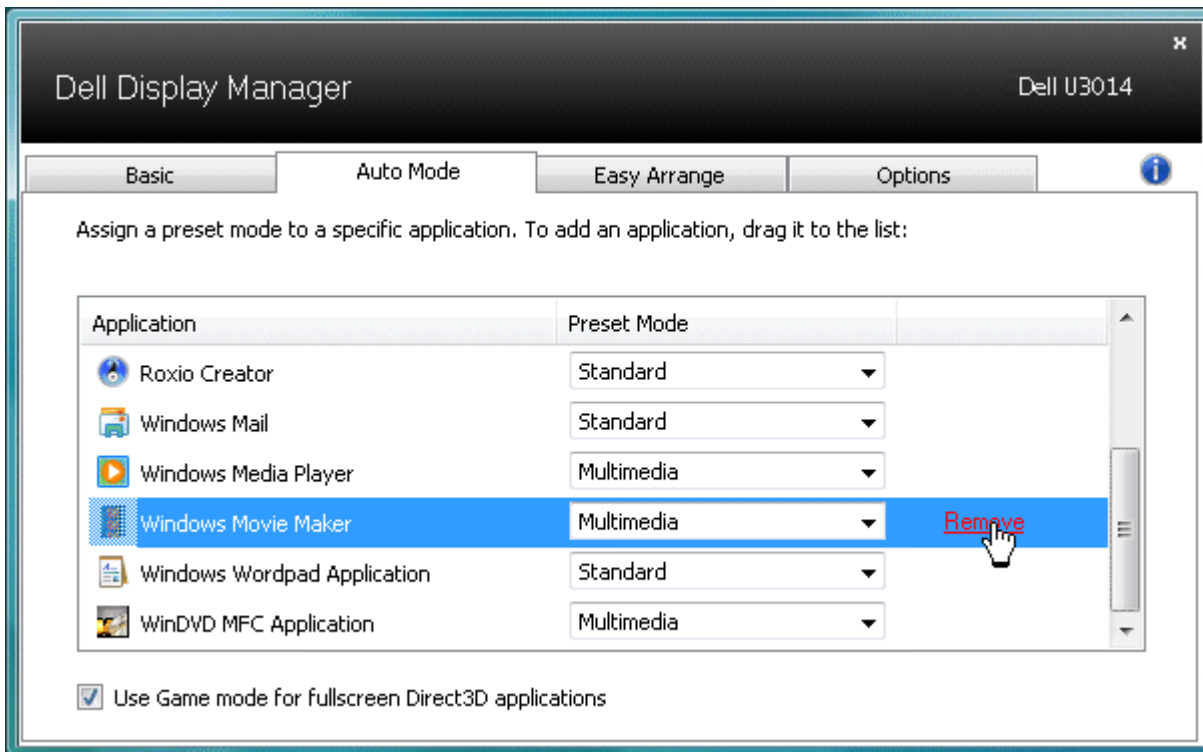 x
Dell Display Manager Dell U3014
Basic Auto Mode Easy Arrange Options i
Assign a preset mode to a specific application. To add an application, drag it to the list:
Application Preset Mode
Roxio Creator Standard
Windows Mail Standard
Windows Media Player Multimedia
Windows Movie Maker Multimedia Remove
Windows Wordpad Application Standard
WinDVD MFC Application Multimedia
Use Game mode for fullscreen Direct3D applications